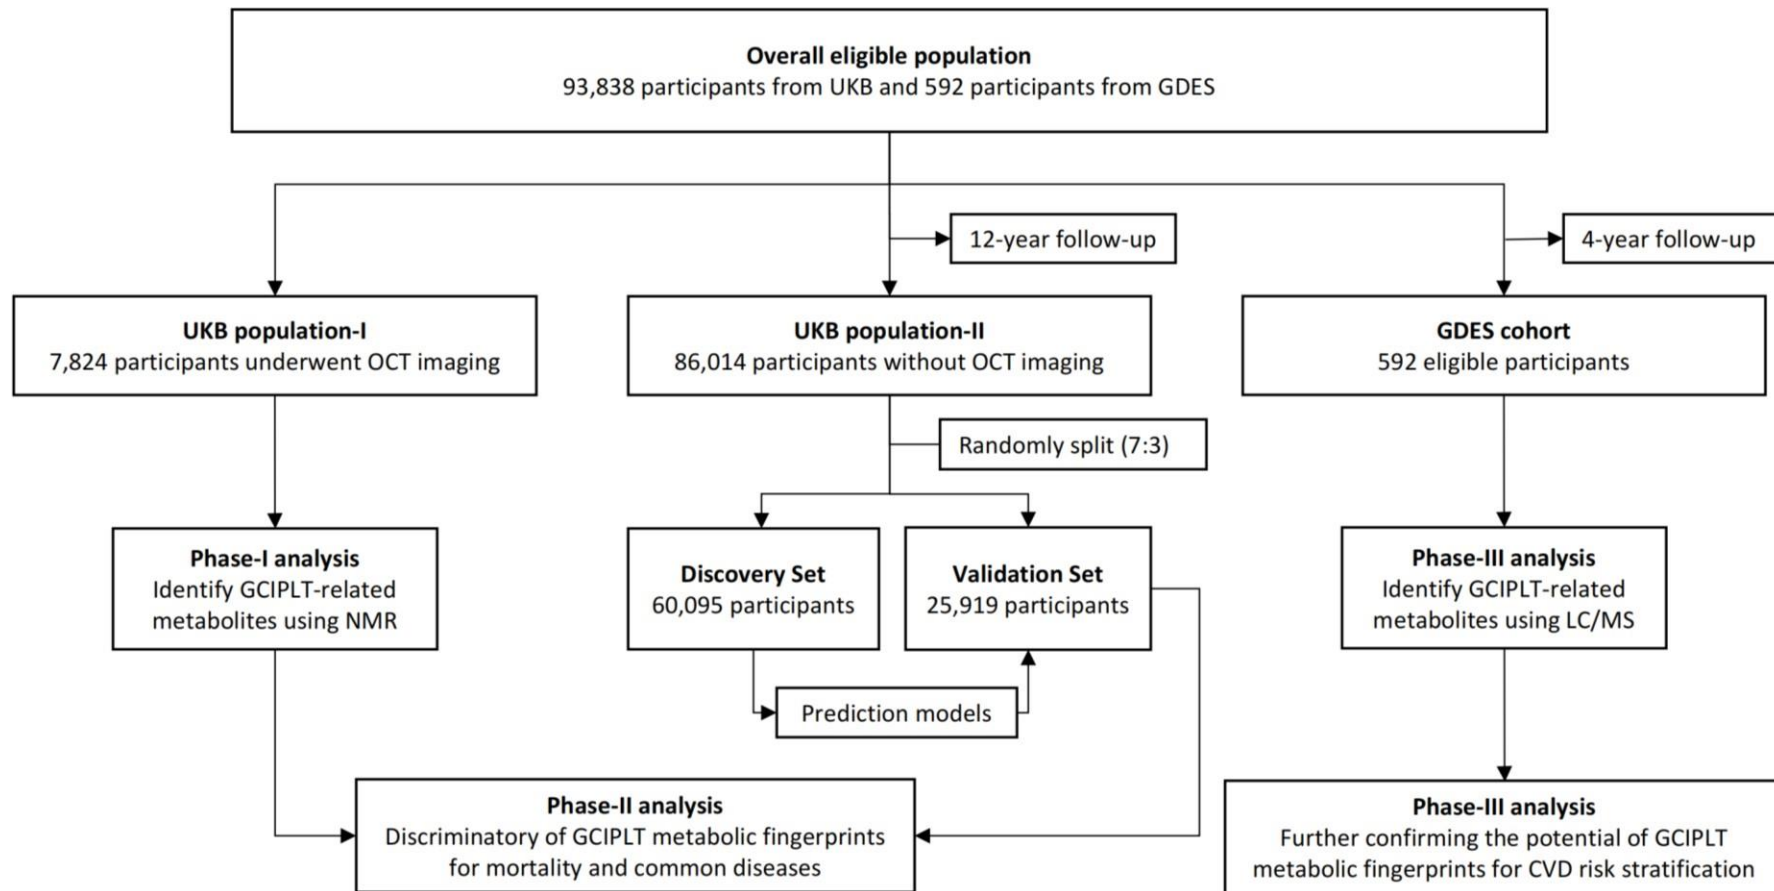 Overall eligible population
93,838 participants from UKB and 592 participants from GDES
12-year follow-up
4-year follow-up
UKB population-I
7,824 participants underwent OCT imaging
UKB population-II
86,014 participants without OCT imaging
GDES cohort
592 eligible participants
Randomly split (7:3)
Phase-I analysis
Identify GCIPLT-related
metabolites using NMR
Discovery Set
60,095 participants
Validation Set
25,919 participants
Phase-III analysis
Identify GCIPLT-related
metabolites using LC/MS
Prediction models
Phase-II analysis
Discriminatory of GCIPLT metabolic fingerprints
for mortality and common diseases
Phase-III analysis
Further confirming the potential of GCIPLT
metabolic fingerprints for CVD risk stratification